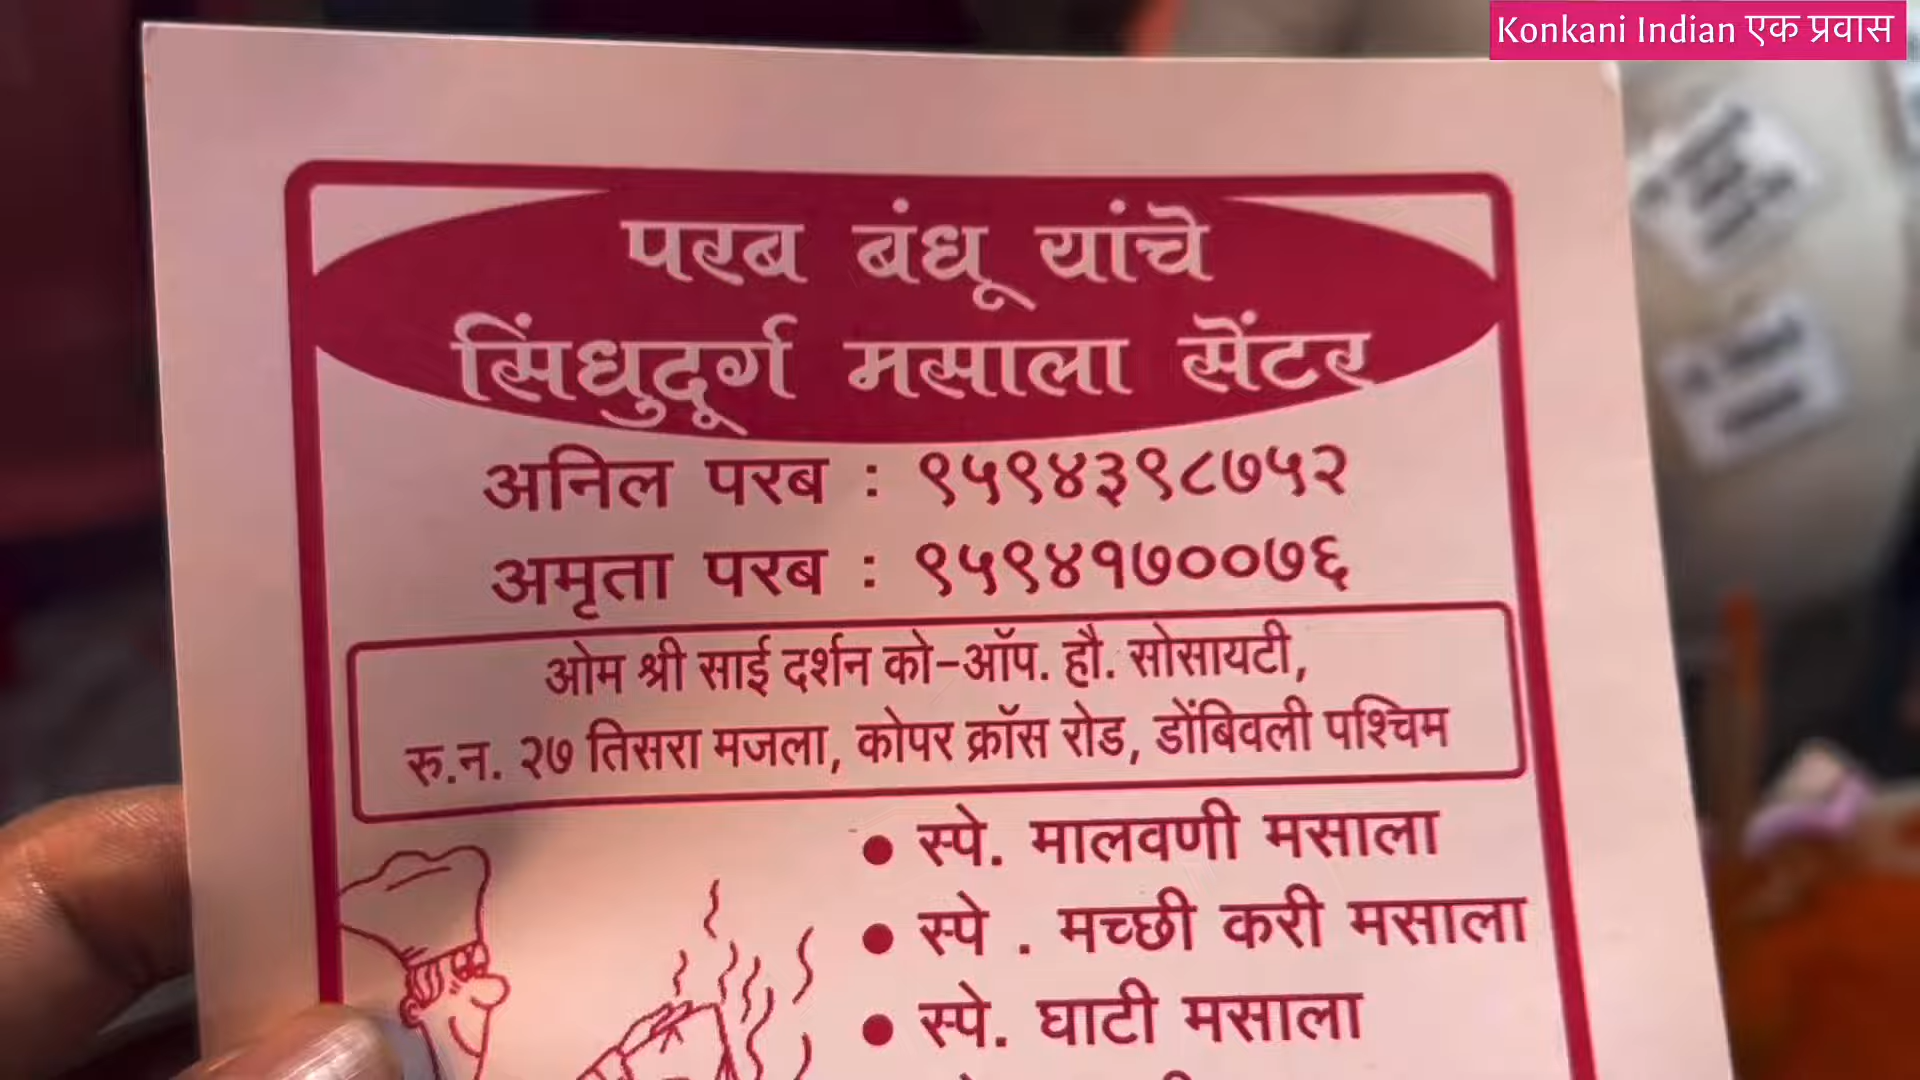 Konkani Indian एक प्रवास
परब बंधू यांचे
सिंधुदूर्ग मसाला सेंटर
अनिल परब : ९५९४३९८७५२
अमृता परब : ९५९४१७००७६
ओम श्री साई दर्शन को-ऑप. हौ. सोसायटी,
रु.न. २७ तिसरा मजला, कोपर क्रॉस रोड, डोंबिवली पश्चिम
• स्पे. मालवणी मसाला
• स्पे . मच्छी करी मसाला
• स्पे. घाटी मसाला